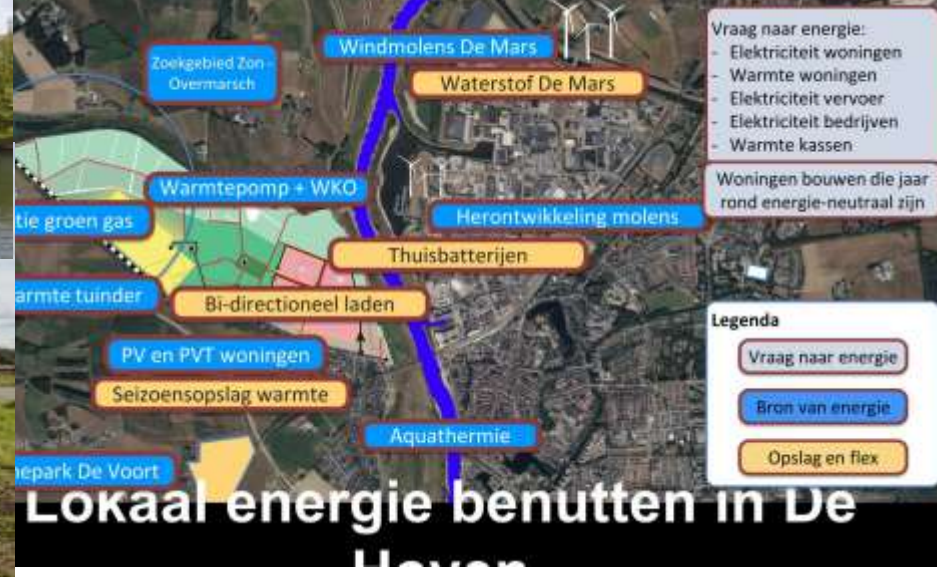 Windmolens De Mars
Vraag naar energie:
- Elektriciteit woningen
- Warmte woningen
- Elektriciteit vervoer
- Elektriciteit bedrijven
- Warmte kassen
Zoekgebied Zon -
Overmarsch
Waterstof De Mars
Woningen bouwen die jaar
rond energie-neutraal zijn
Warmtepomp + WKO
tie groen gas
Herontwikkeling molens
Thuisbatterijen
armte tuinder
Bi-directioneel laden
Legenda
Vraag naar energie
Bron van energie
Opslag en flex
PV en PVT woningen
Seizoensopslag warmte
Aquathermie
nepark De Voort
Lokaal energie benutten in De
Hoven